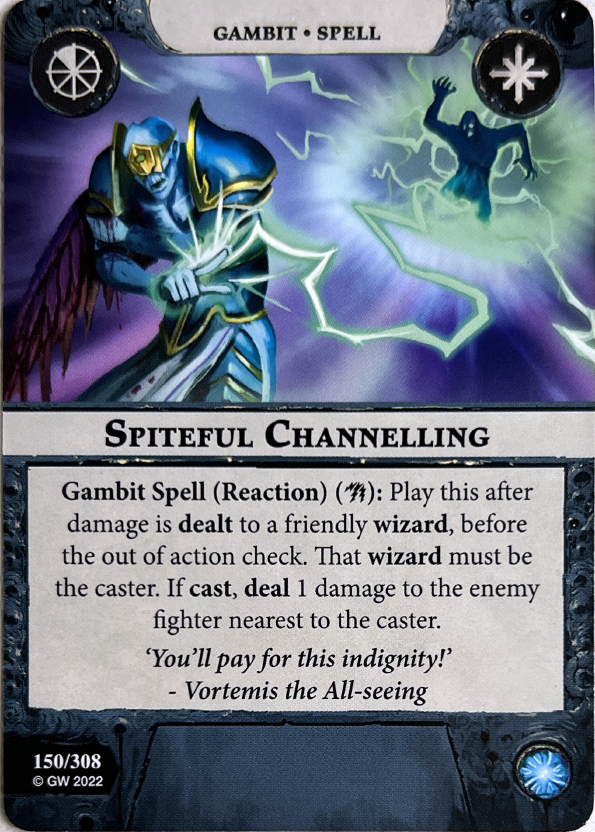 GAMBIT • SPELL
SPITEFUL CHANNELLING
Gambit Spell (Reaction) (): Play this after
damage is dealt to a friendly wizard, before
the out of action check. That wizard must be
the caster. If cast, deal 1 damage to the enemy
fighter nearest to the caster.
‘You’ll pay for this indignity!’
- Vortemis the All-seeing
150/308
© GW 2022